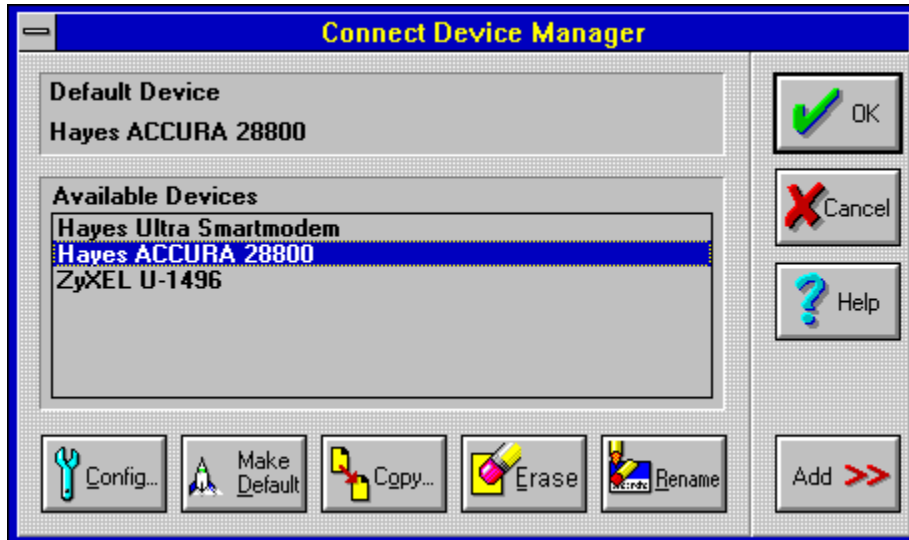 Connect Device Manager
Default Device
Hayes ACCURA 28800
Available Devices
Hayes Ultra Smartmodem
Hayes ACCURA 28800
ZyXEL U-1496
OK
Cancel
Help
Config...
Make
Default
Copy...
Erase
Rename
Add >>